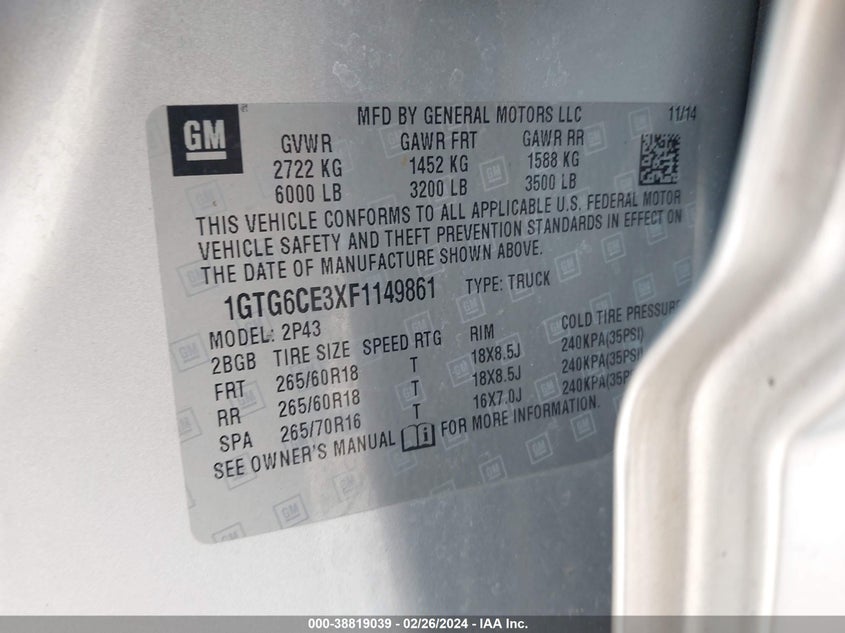 GM
MFD BY GENERAL MOTORS LLC 11/14
GVWR GAWR FRT GAWR RR
2722 KG 1452 KG 1588 KG
6000 LB 3200 LB 3500 LB
THIS VEHICLE CONFORMS TO ALL APPLICABLE U.S. FEDERAL MOTOR
VEHICLE SAFETY AND THEFT PREVENTION STANDARDS IN EFFECT ON
THE DATE OF MANUFACTURE SHOWN ABOVE.
1GTG6CE3XF1149861 TYPE: TRUCK
MODEL: 2P43
2BGB TIRE SIZE SPEED RTG RIM COLD TIRE PRESSURE
FRT 265/60R18 T 18X8.5J 240KPA(35PSI)
RR 265/60R18 T 18X8.5J 240KPA(35PSI)
SPA 265/70R16 T 16X7.0J 240KPA(35
SEE OWNER'S MANUAL FOR MORE INFORMATION.
000-38819039 - 02/26/2024 - IAA Inc.